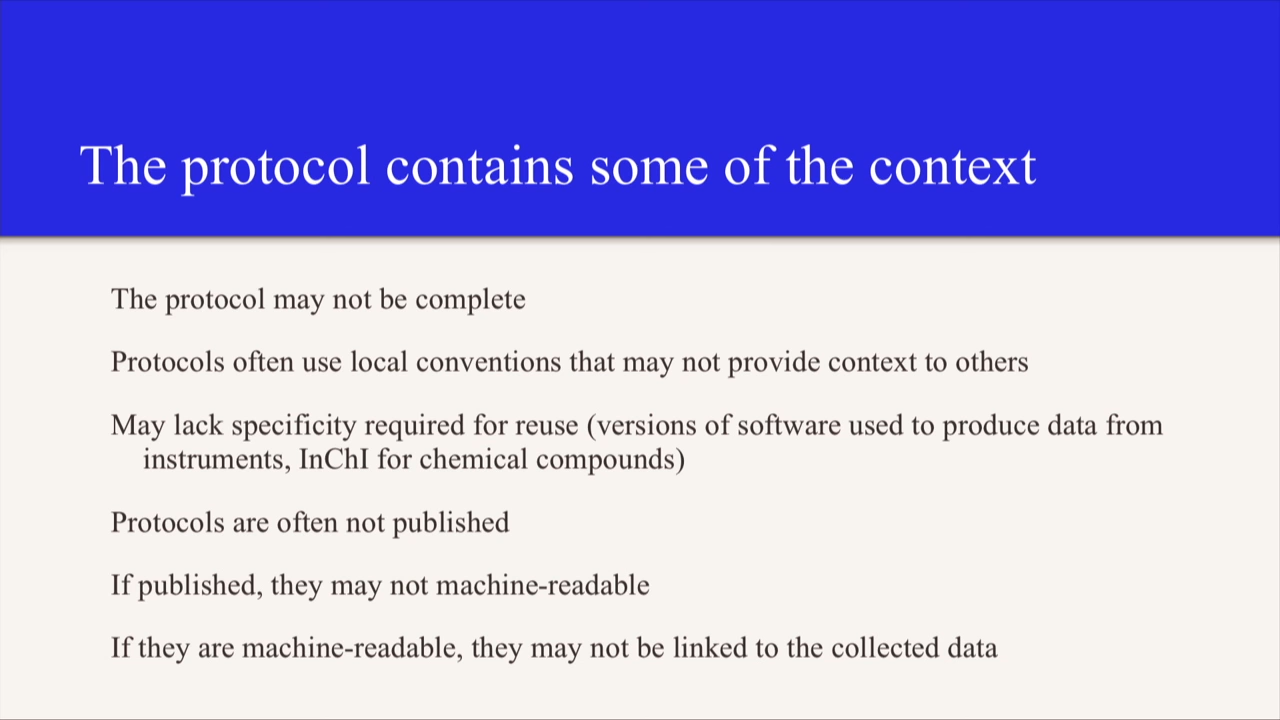 The protocol contains some of the context
The protocol may not be complete
Protocols often use local conventions that may not provide context to others
May lack specificity required for reuse (versions of software used to produce data from
instruments, InChI for chemical compounds)
Protocols are often not published
If published, they may not machine-readable
If they are machine-readable, they may not be linked to the collected data